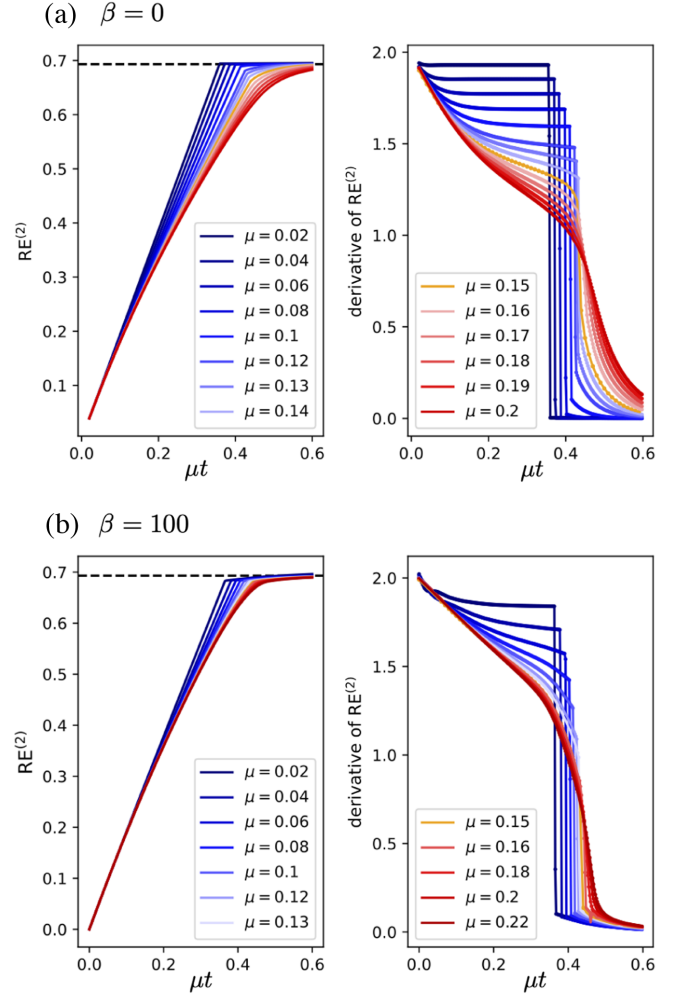 (a) β = 0
0.7
0.6
0.5
0.4
0.3
0.2
0.1
RE⁽²⁾
μ = 0.02
μ = 0.04
μ = 0.06
μ = 0.08
μ = 0.1
μ = 0.12
μ = 0.13
μ = 0.14
0.0 0.2 0.4 0.6
μt
2.0
1.5
1.0
0.5
0.0
derivative of RE⁽²⁾
μ = 0.15
μ = 0.16
μ = 0.17
μ = 0.18
μ = 0.19
μ = 0.2
0.0 0.2 0.4 0.6
μt
(b) β = 100
0.7
0.6
0.5
0.4
0.3
0.2
0.1
0.0
RE⁽²⁾
μ = 0.02
μ = 0.04
μ = 0.06
μ = 0.08
μ = 0.1
μ = 0.12
μ = 0.13
0.0 0.2 0.4 0.6
μt
2.0
1.5
1.0
0.5
0.0
derivative of RE⁽²⁾
μ = 0.15
μ = 0.16
μ = 0.18
μ = 0.2
μ = 0.22
0.0 0.2 0.4 0.6
μt